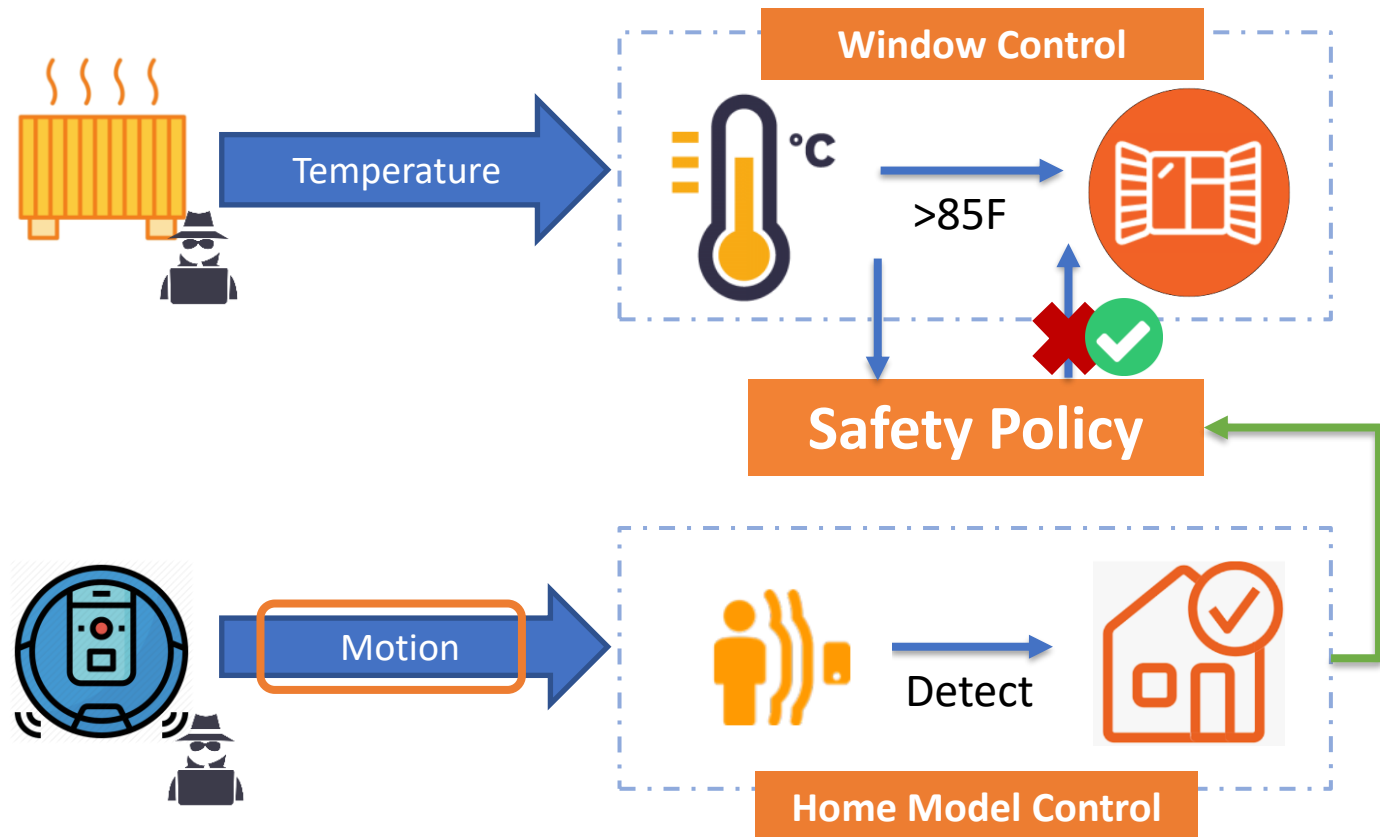 Window Control
Temperature
°C
>85F
Safety Policy
Motion
Detect
Home Model Control